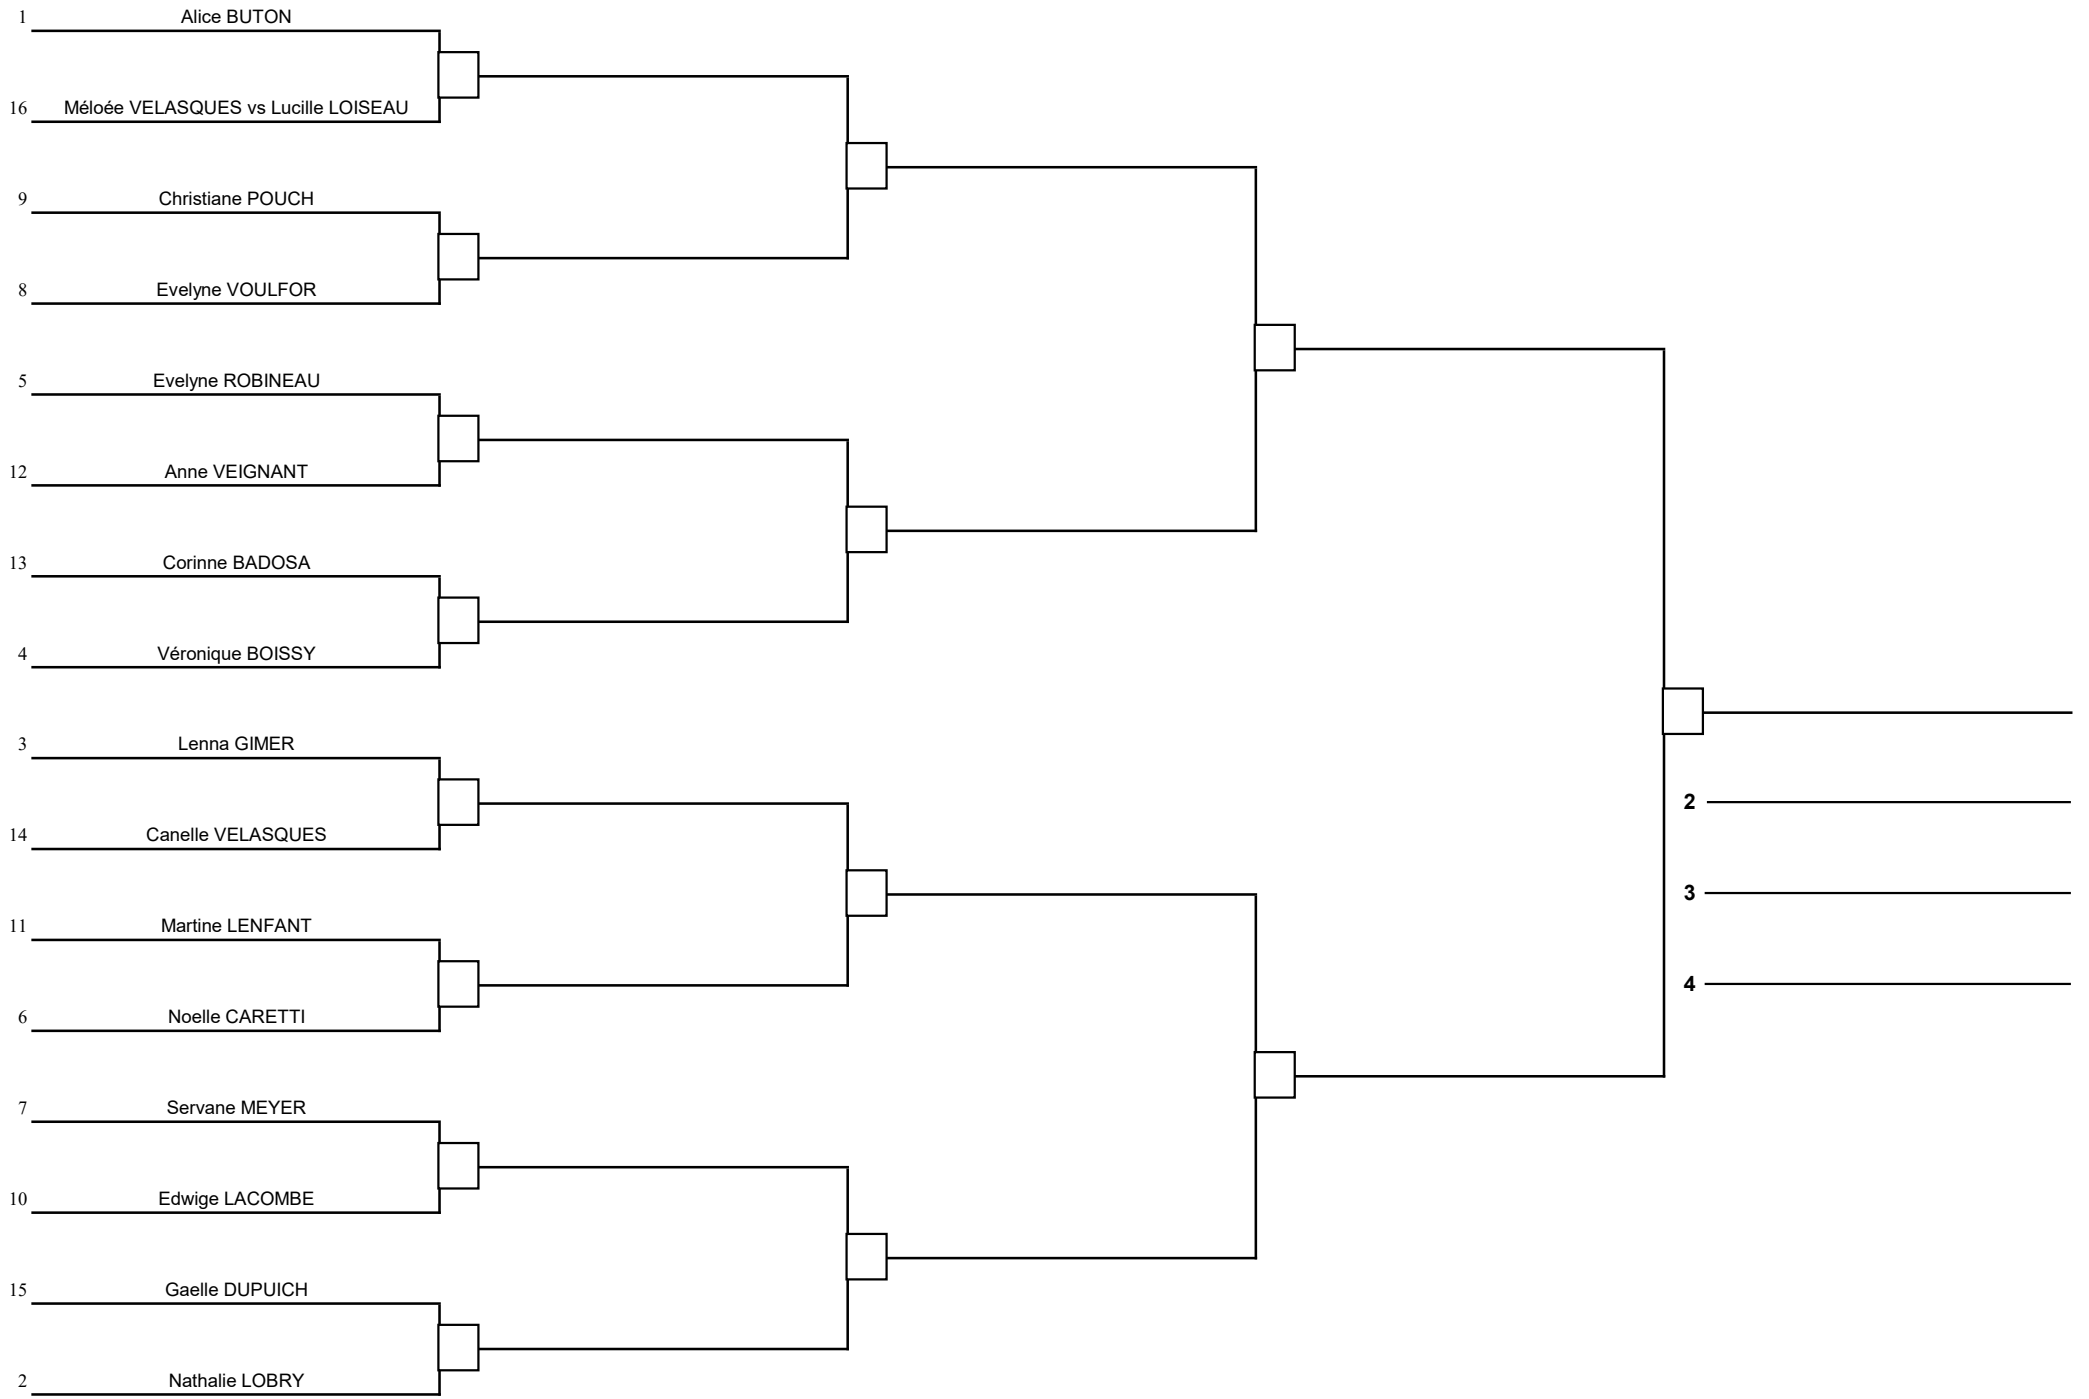 1 Alice BUTON
16 Méloée VELASQUES vs Lucille LOISEAU
9 Christiane POUCH
8 Evelyne VOULFOR
5 Evelyne ROBINEAU
12 Anne VEIGNANT
13 Corinne BADOSA
4 Véronique BOISSY
3 Lenna GIMER
14 Canelle VELASQUES
11 Martine LENFANT
6 Noelle CARETTI
7 Servane MEYER
10 Edwige LACOMBE
15 Gaelle DUPUICH
2 Nathalie LOBRY
2
3
4